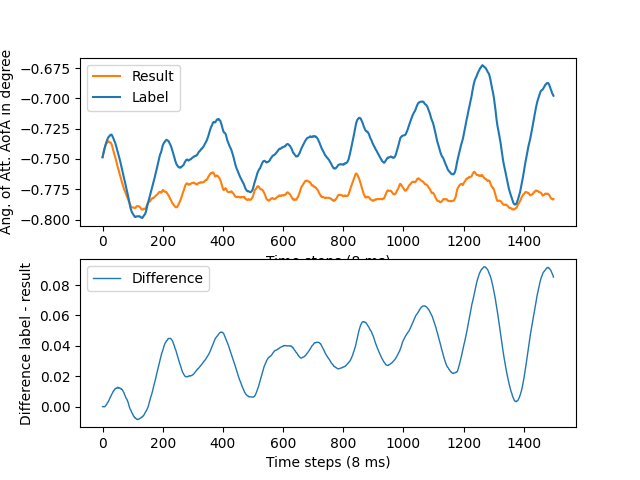 Ang. of Att. AofA in degree
−0.675
−0.700
−0.725
−0.750
−0.775
−0.800
Result
Label
0 200 400 600 800 1000 1200 1400
Time steps (8 ms)
Difference label - result
0.08
0.06
0.04
0.02
0.00
Difference
0 200 400 600 800 1000 1200 1400
Time steps (8 ms)